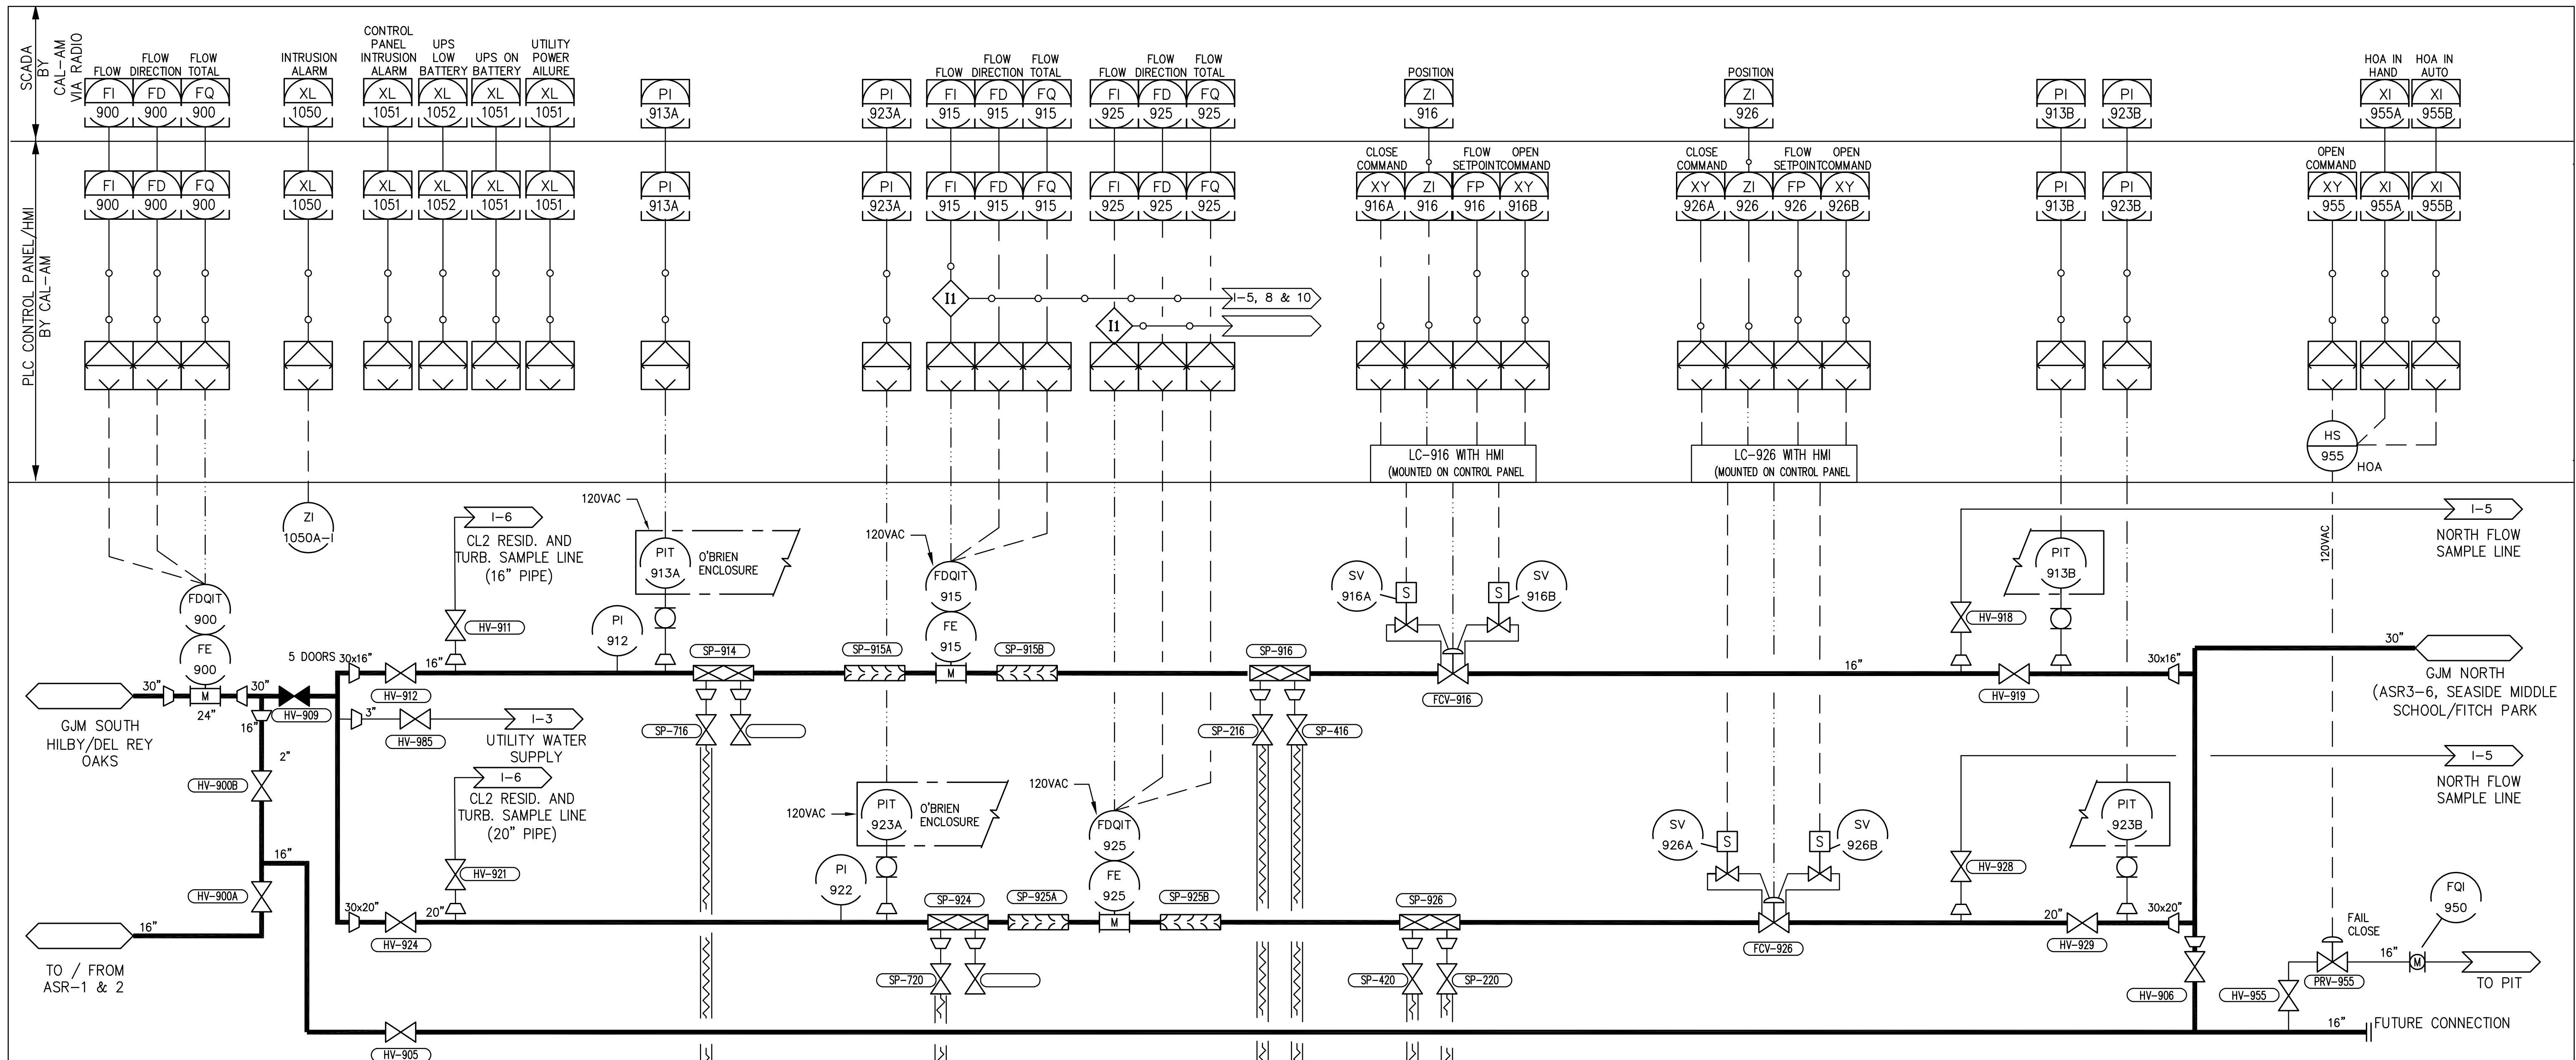 SCADA
BY
CAL-AM
VIA RADIO
FLOW
FLOW
DIRECTION
FLOW
TOTAL
INTRUSION
ALARM
CONTROL
PANEL
INTRUSION
ALARM
UPS
LOW
BATTERY
UPS ON
BATTERY
UTILITY
POWER
AILURE
FLOW
FLOW
DIRECTION
FLOW
TOTAL
FLOW
FLOW
DIRECTION
FLOW
TOTAL
POSITION
POSITION
HOA IN
HAND
HOA IN
AUTO
FI
900
FD
900
FQ
900
XL
1050
XL
1051
XL
1052
XL
1051
XL
1051
PI
913A
PI
923A
FI
915
FD
915
FQ
915
FI
925
FD
925
FQ
925
ZI
916
ZI
926
PI
913B
PI
923B
XI
955A
XI
955B
PLC CONTROL PANEL/HMI
BY CAL-AM
CLOSE
COMMAND
FLOW
SETPOINT
OPEN
COMMAND
CLOSE
COMMAND
FLOW
SETPOINT
OPEN
COMMAND
OPEN
COMMAND
FI
900
FD
900
FQ
900
XL
1050
XL
1051
XL
1052
XL
1051
XL
1051
PI
913A
PI
923A
FI
915
FD
915
FQ
915
FI
925
FD
925
FQ
925
XY
916A
ZI
916
FP
916
XY
916B
XY
926A
ZI
926
FP
926
XY
926B
PI
913B
PI
923B
XY
955
XI
955A
XI
955B
I1
I-5, 8 & 10
I1
LC-916 WITH HMI
(MOUNTED ON CONTROL PANEL
LC-926 WITH HMI
(MOUNTED ON CONTROL PANEL
HS
955
HOA
ZI
1050A-I
I-6
CL2 RESID. AND
TURB. SAMPLE LINE
(16" PIPE)
120VAC
PIT
913A
O'BRIEN
ENCLOSURE
120VAC
FDQIT
915
FE
915
SV
916A
S
S
SV
916B
PIT
913B
I-5
NORTH FLOW
SAMPLE LINE
120VAC
FDQIT
900
FE
900
HV-911
PI
912
HV-918
5 DOORS
30x16"
16"
SP-914
SP-915A
SP-915B
SP-916
16"
30x16"
30"
M
FCV-916
HV-919
GJM NORTH
(ASR3-6, SEASIDE MIDDLE
SCHOOL/FITCH PARK
30"
M
24"
30"
HV-909
HV-912
GJM SOUTH
HILBY/DEL REY
OAKS
16"
3"
HV-985
I-3
UTILITY WATER
SUPPLY
SP-716
SP-216
SP-416
2"
HV-900B
I-6
CL2 RESID. AND
TURB. SAMPLE LINE
(20" PIPE)
120VAC
PIT
923A
O'BRIEN
ENCLOSURE
120VAC
FDQIT
925
FE
925
SV
926A
S
S
SV
926B
PIT
923B
I-5
NORTH FLOW
SAMPLE LINE
16"
HV-900A
HV-921
PI
922
HV-928
16"
30x20"
20"
HV-924
SP-924
SP-925A
M
SP-925B
SP-926
FCV-926
20"
HV-929
30x20"
FAIL
CLOSE
FQI
950
TO / FROM
ASR-1 & 2
SP-720
SP-420
SP-220
HV-906
HV-955
PRV-955
16"
M
TO PIT
HV-905
16"
FUTURE CONNECTION